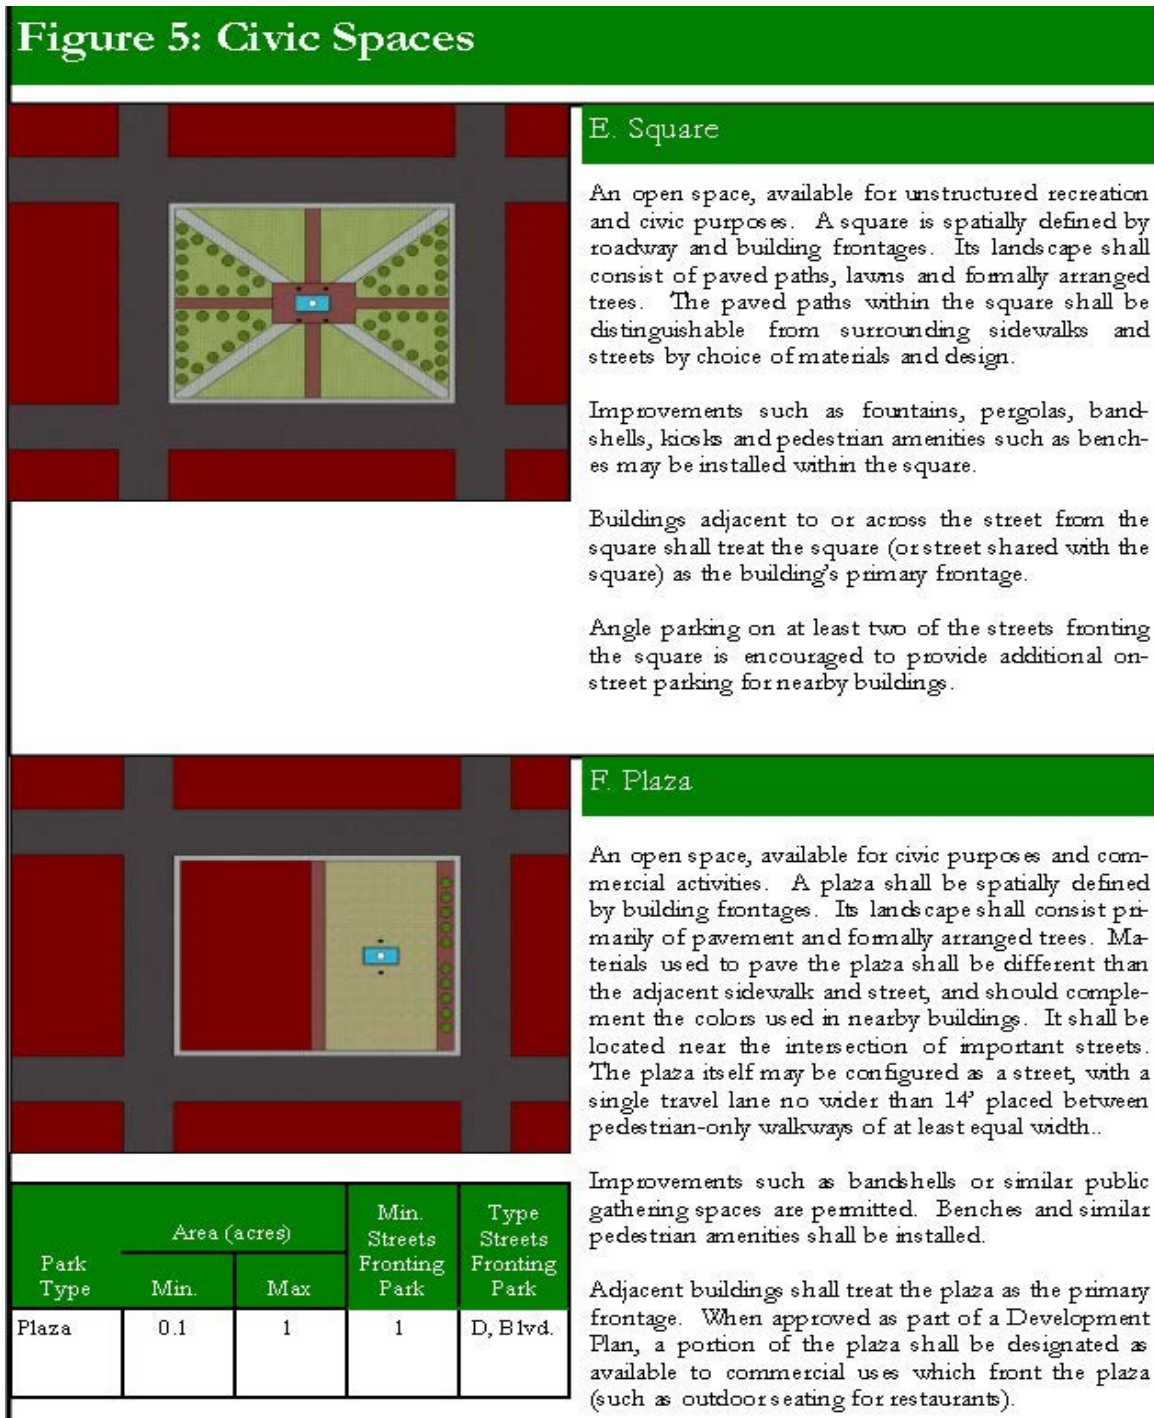 Figure 5: Civic Spaces
E. Square
An open space, available for unstructured recreation
and civic purposes. A square is spatially defined by
roadway and building frontages. Its landscape shall
consist of paved paths, lawns and formally arranged
trees. The paved paths within the square shall be
distinguishable from surrounding sidewalks and
streets by choice of materials and design.
Improvements such as fountains, pergolas, band-
shells, kiosks and pedestrian amenities such as bench-
es may be installed within the square.
Buildings adjacent to or across the street from the
square shall treat the square (or street shared with the
square) as the building's primary frontage.
Angle parking on at least two of the streets fronting
the square is encouraged to provide additional on-
street parking for nearby buildings.
F. Plaza
An open space, available for civic purposes and com-
mercial activities. A plaza shall be spatially defined
by building frontages. Its landscape shall consist pri-
marily of pavement and formally arranged trees. Ma-
terials used to pave the plaza shall be different than
the adjacent sidewalk and street, and should comple-
ment the colors used in nearby buildings. It shall be
located near the intersection of important streets.
The plaza itself may be configured as a street, with a
single travel lane no wider than 14' placed between
pedestrian-only walkways of at least equal width..
Improvements such as bandshells or similar public
gathering spaces are permitted. Benches and similar
pedestrian amenities shall be installed.
Adjacent buildings shall treat the plaza as the primary
frontage. When approved as part of a Development
Plan, a portion of the plaza shall be designated as
available to commercial uses which front the plaza
(such as outdoor seating for restaurants).
Park
Type
Area (acres)
Min.
Max
Min.
Streets
Fronting
Park
Type
Streets
Fronting
Park
Plaza 0.1 1 1 D, Blvd.